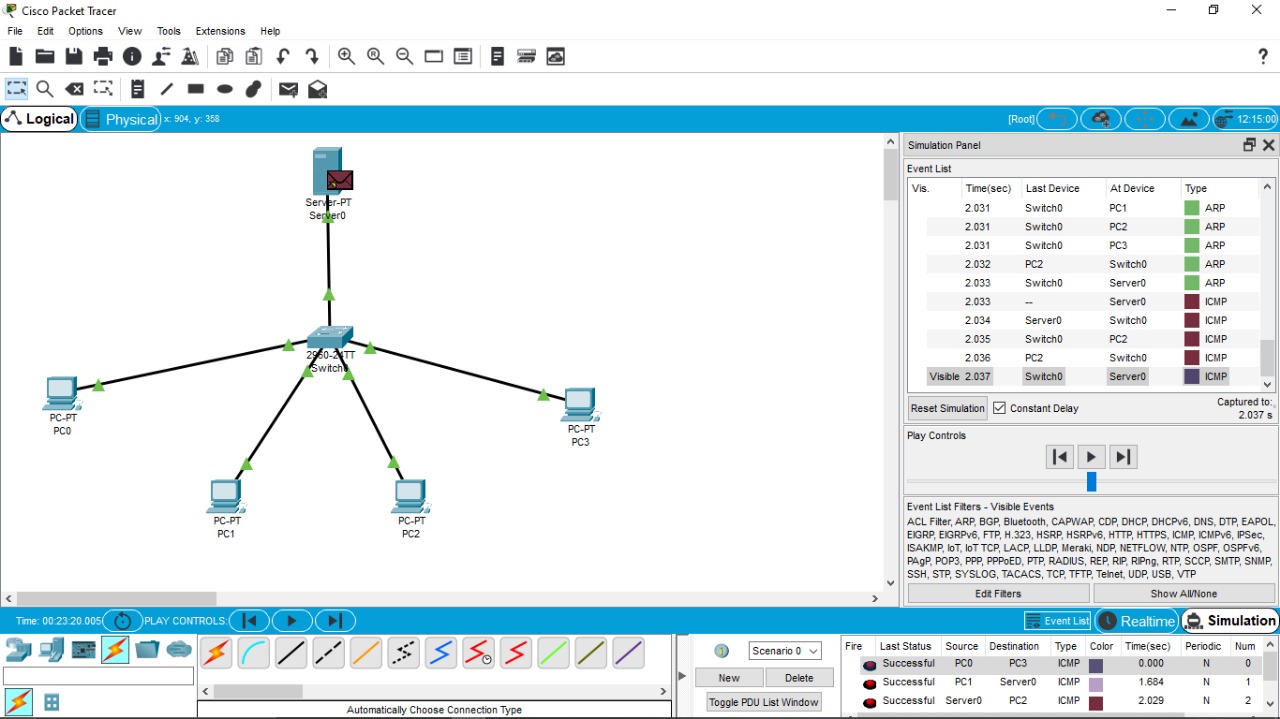 Cisco Packet Tracer
File Edit Options View Tools Extensions Help
?
Logical Physical x: 904, y: 358 [Root] 12:15:00
Simulation Panel
Event List
Vis. Time(sec) Last Device At Device Type
2.031 Switch0 PC1 ARP
2.031 Switch0 PC2 ARP
2.031 Switch0 PC3 ARP
2.032 PC2 Switch0 ARP
2.033 Switch0 Server0 ARP
2.033 -- Server0 ICMP
2.034 Server0 Switch0 ICMP
2.035 Switch0 PC2 ICMP
2.036 PC2 Switch0 ICMP
Visible 2.037 Switch0 Server0 ICMP
Reset Simulation Constant Delay Captured to:
2.037 s
Play Controls
Event List Filters - Visible Events
ACL Filter, ARP, BGP, Bluetooth, CAPWAP, CDP, DHCP, DHCPv6, DNS, DTP, EAPOL,
EIGRP, EIGRPv6, FTP, H.323, HSRP, HSRPv6, HTTP, HTTPS, ICMP, ICMPv6, IPSec,
ISAKMP, IoT, IoT TCP, LACP, LLDP, Meraki, NDP, NETFLOW, NTP, OSPF, OSPFv6,
PAgP, POP3, PPP, PPPoED, PTP, RADIUS, REP, RIP, RIPng, RTP, SCCP, SMTP, SNMP,
SSH, STP, SYSLOG, TACACS, TCP, TFTP, Telnet, UDP, USB, VTP
Edit Filters Show All/None
Server-PT
Server0
2960-24TT
Switch0
PC-PT
PC0
PC-PT
PC1
PC-PT
PC2
PC-PT
PC3
Time: 00:23:20.005 PLAY CONTROLS: Event List Realtime Simulation
Automatically Choose Connection Type
Scenario 0
New Delete
Toggle PDU List Window
Fire Last Status Source Destination Type Color Time(sec) Periodic Num
Successful PC0 PC3 ICMP 0.000 N 0
Successful PC1 Server0 ICMP 1.684 N 1
Successful Server0 PC2 ICMP 2.029 N 2